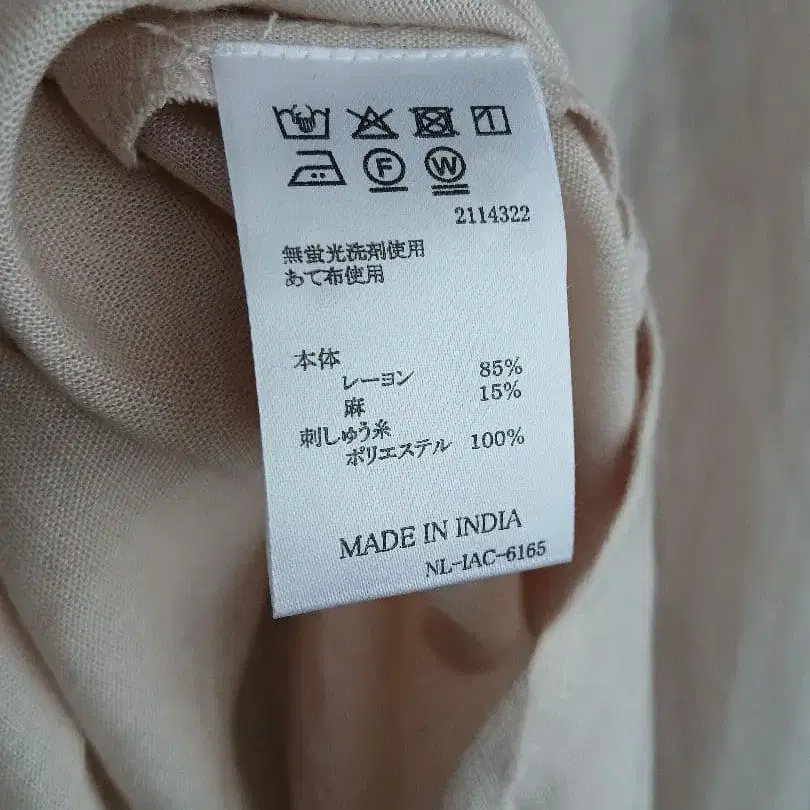 F W
2114322
無蛍光洗剤使用
あて布使用
本体
レーヨン 85%
麻 15%
刺しゅう糸
ポリエステル 100%
MADE IN INDIA
NL-IAC-6165